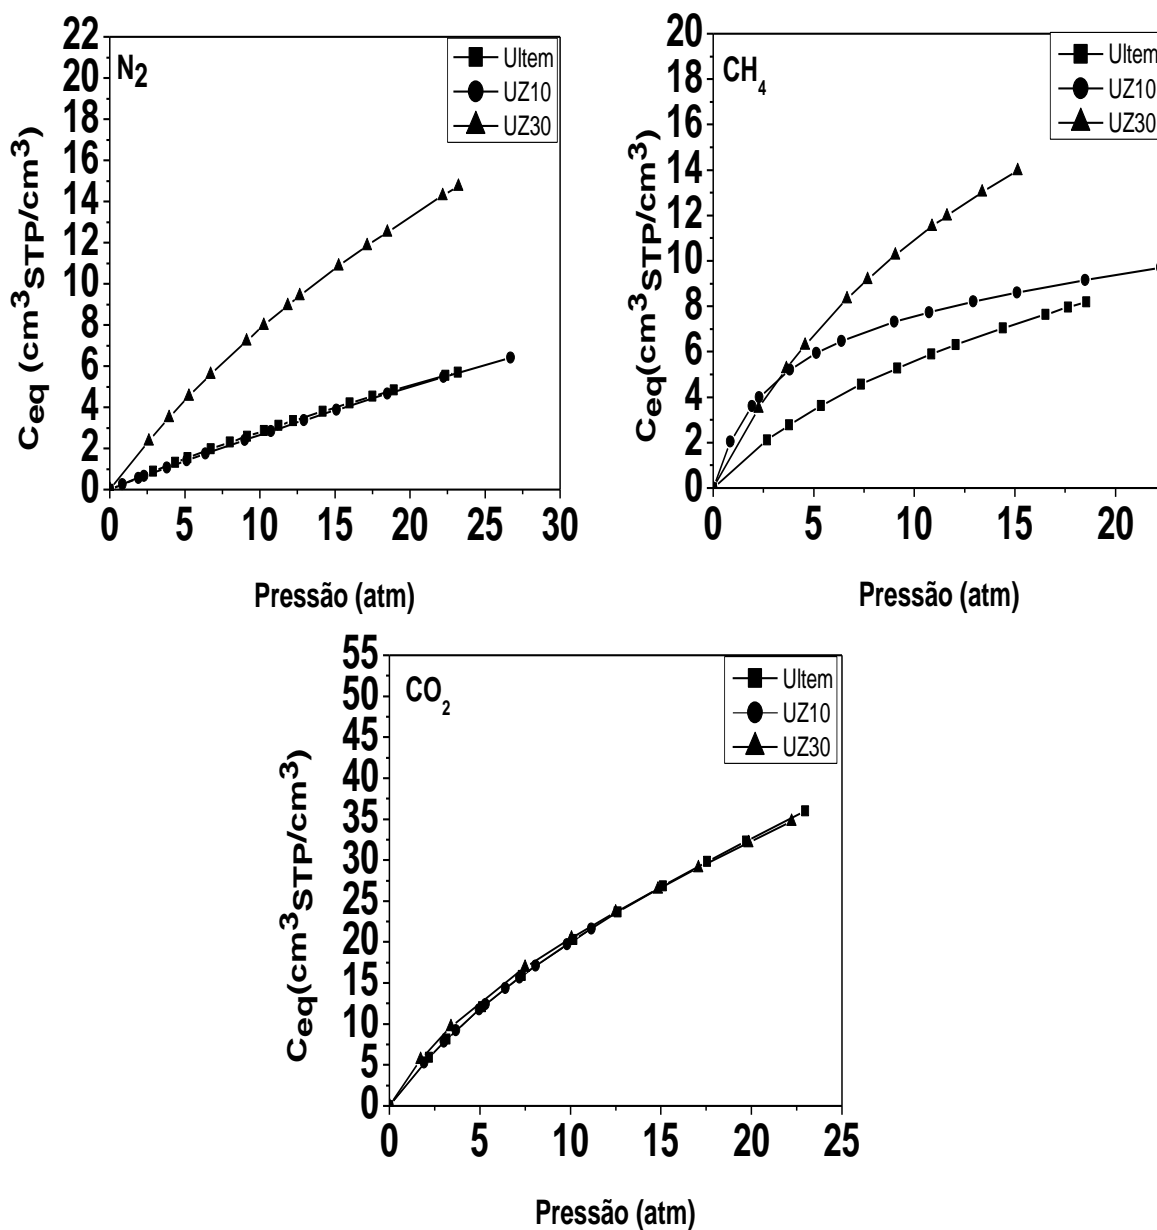 N2
Ultem
UZ10
UZ30
22
20
18
16
14
12
10
8
6
4
2
0
Ceq (cm³STP/cm³)
0 5 10 15 20 25 30
Pressão (atm)
CH4
Ultem
UZ10
UZ30
20
18
16
14
12
10
8
6
4
2
0
Ceq(cm³STP/cm³)
0 5 10 15 20
Pressão (atm)
CO2
Ultem
UZ10
UZ30
55
50
45
40
35
30
25
20
15
10
5
0
Ceq(cm³STP/cm³)
0 5 10 15 20 25
Pressão (atm)